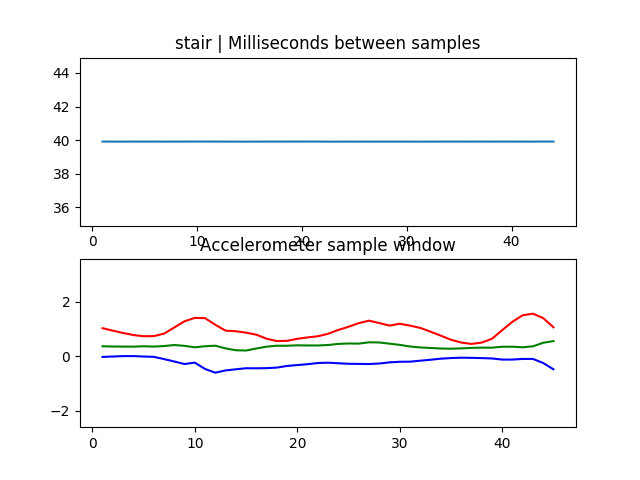 stair | Milliseconds between samples
44
42
40
38
36
0 10 20 30 40
Accelerometer sample window
2
0
−2
0 10 20 30 40